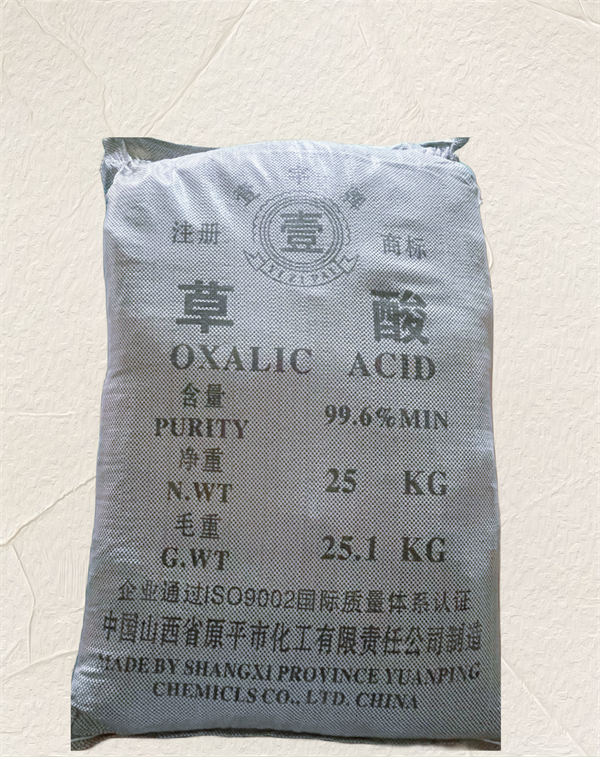 注册 壹 商标
草 酸
OXALIC ACID
含量
PURITY 99.6%MIN
净重
N.WT 25 KG
毛重
G.WT 25.1 KG
企业通过ISO9002国际质量体系认证
中国山西省原平市化工有限责任公司制造
MADE BY SHANGXI PROVINCE YUANPING
CHEMICLS CO., LTD. CHINA